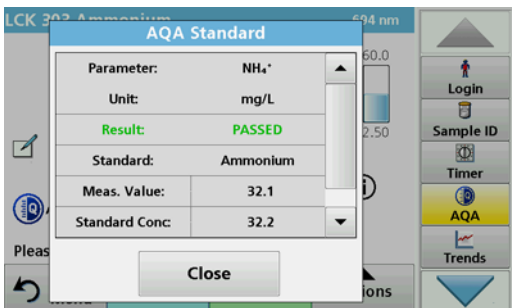 LCK 303 Ammonium 694 nm
AQA Standard
Parameter: NH₄⁺
Unit: mg/L
Result: PASSED
Standard: Ammonium
Meas. Value: 32.1
Standard Conc: 32.2
Close
60.0
2.50
Pleas
Menu
ions
Login
Sample ID
Timer
AQA
Trends